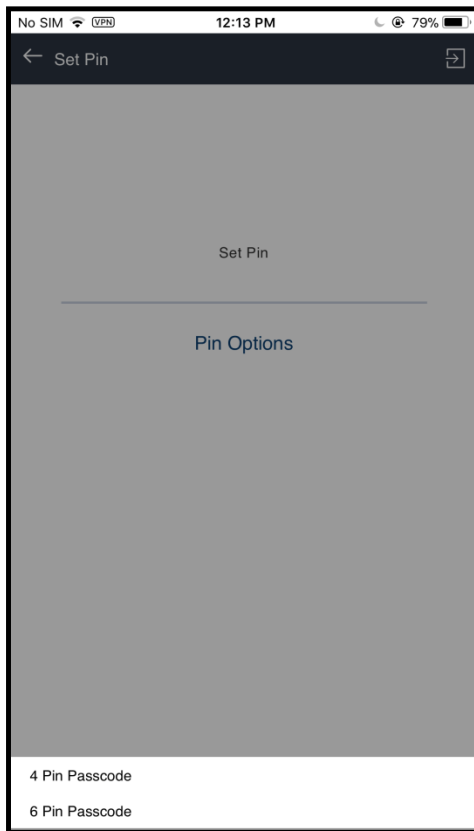 No SIM VPN 12:13 PM 79%
Set Pin
Set Pin
Pin Options
4 Pin Passcode
6 Pin Passcode